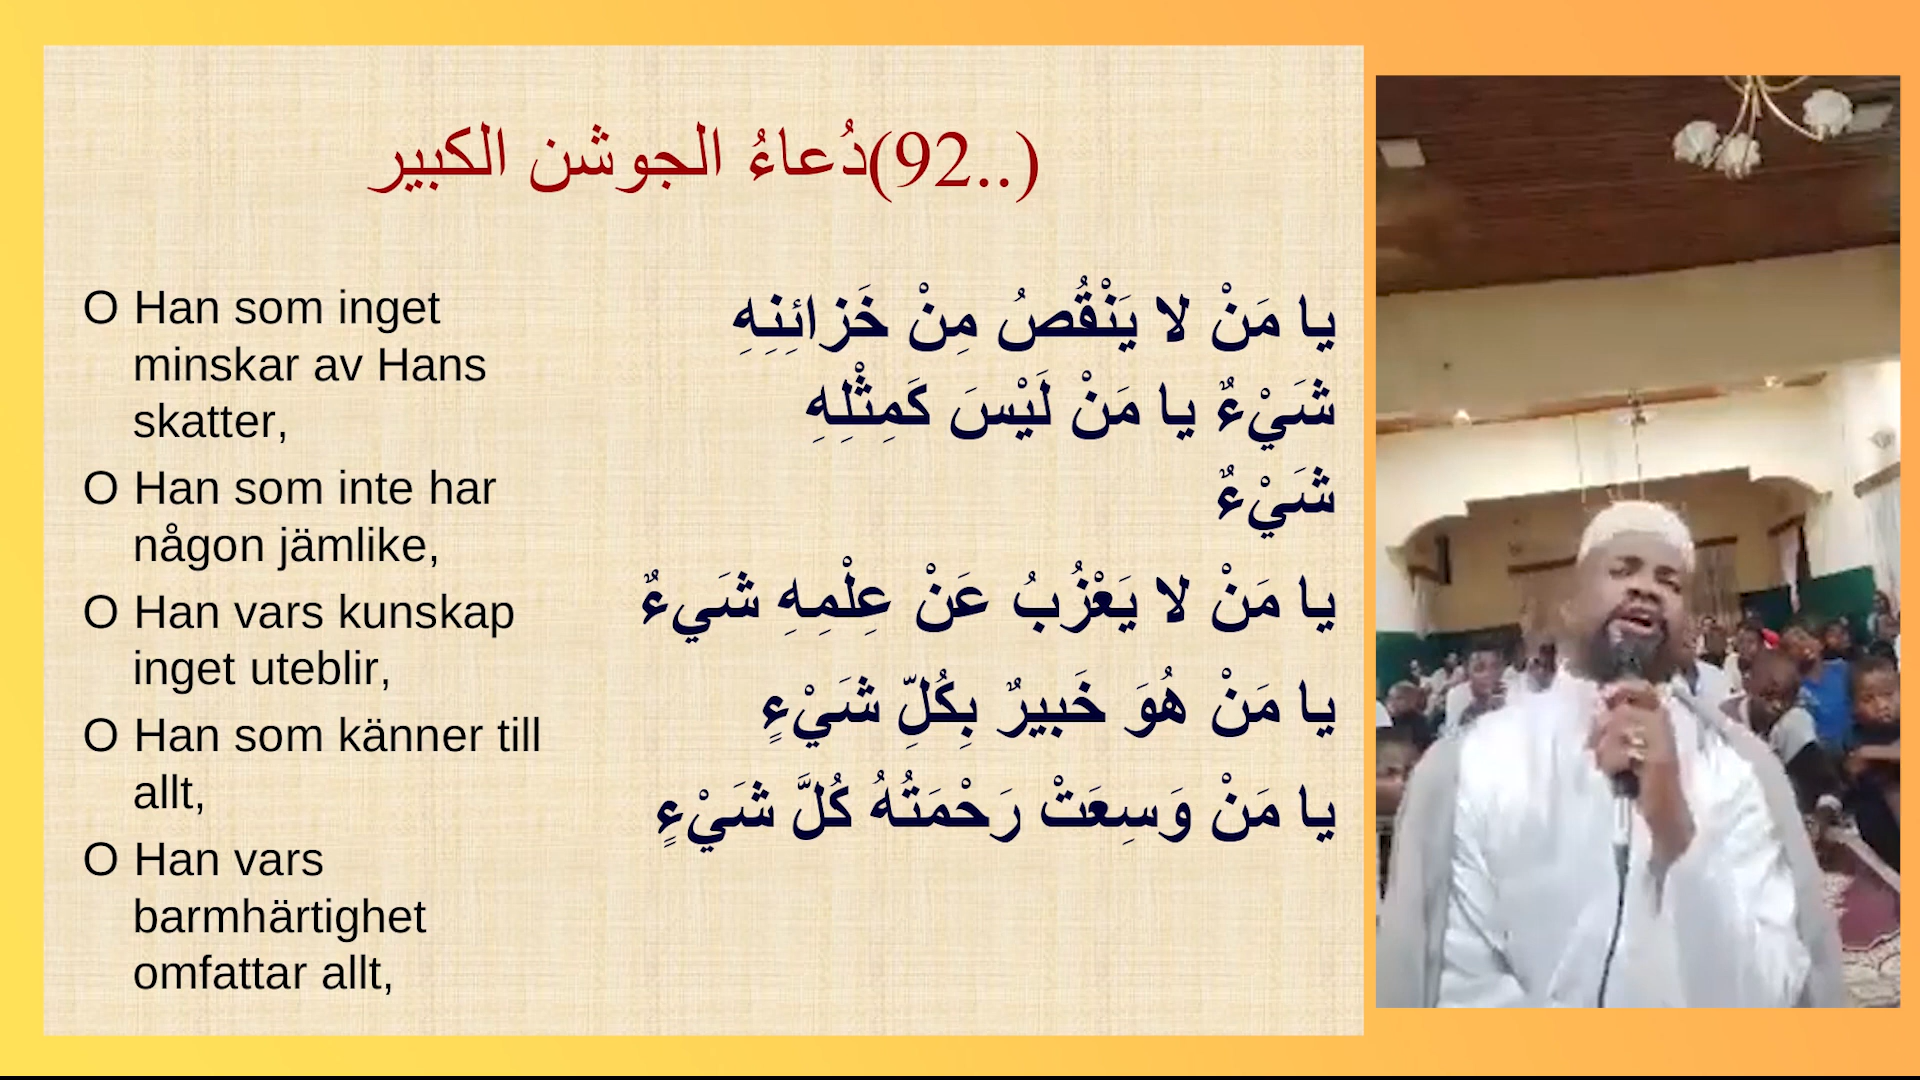 دُعاءُ الجوشن الكبير(92..)
O Han som inget
minskar av Hans
skatter,
O Han som inte har
någon jämlike,
O Han vars kunskap
inget uteblir,
O Han som känner till
allt,
O Han vars
barmhärtighet
omfattar allt,
يا مَنْ لا يَنْقُصُ مِنْ خَزائِنِهِ
شَيْءٌ يا مَنْ لَيْسَ كَمِثْلِهِ
شَيْءٌ
يا مَنْ لا يَعْزُبُ عَنْ عِلْمِهِ شَيءٌ
يا مَنْ هُوَ خَبيرٌ بِكُلِّ شَيْءٍ
يا مَنْ وَسِعَتْ رَحْمَتُهُ كُلَّ شَيْءٍ